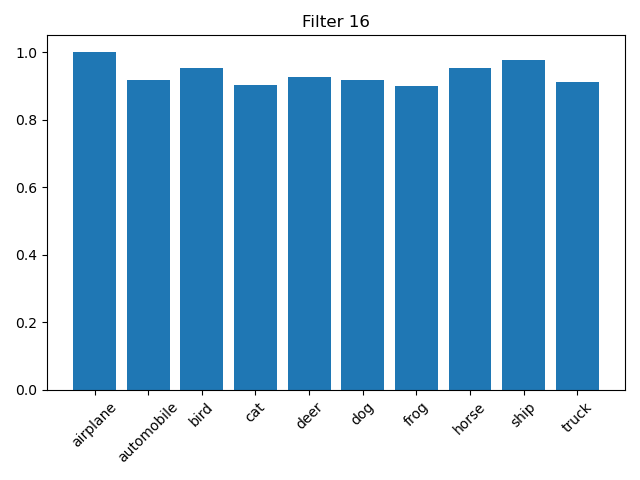 Filter 16
1.0
0.8
0.6
0.4
0.2
0.0
airplane
automobile
bird
cat
deer
dog
frog
horse
ship
truck